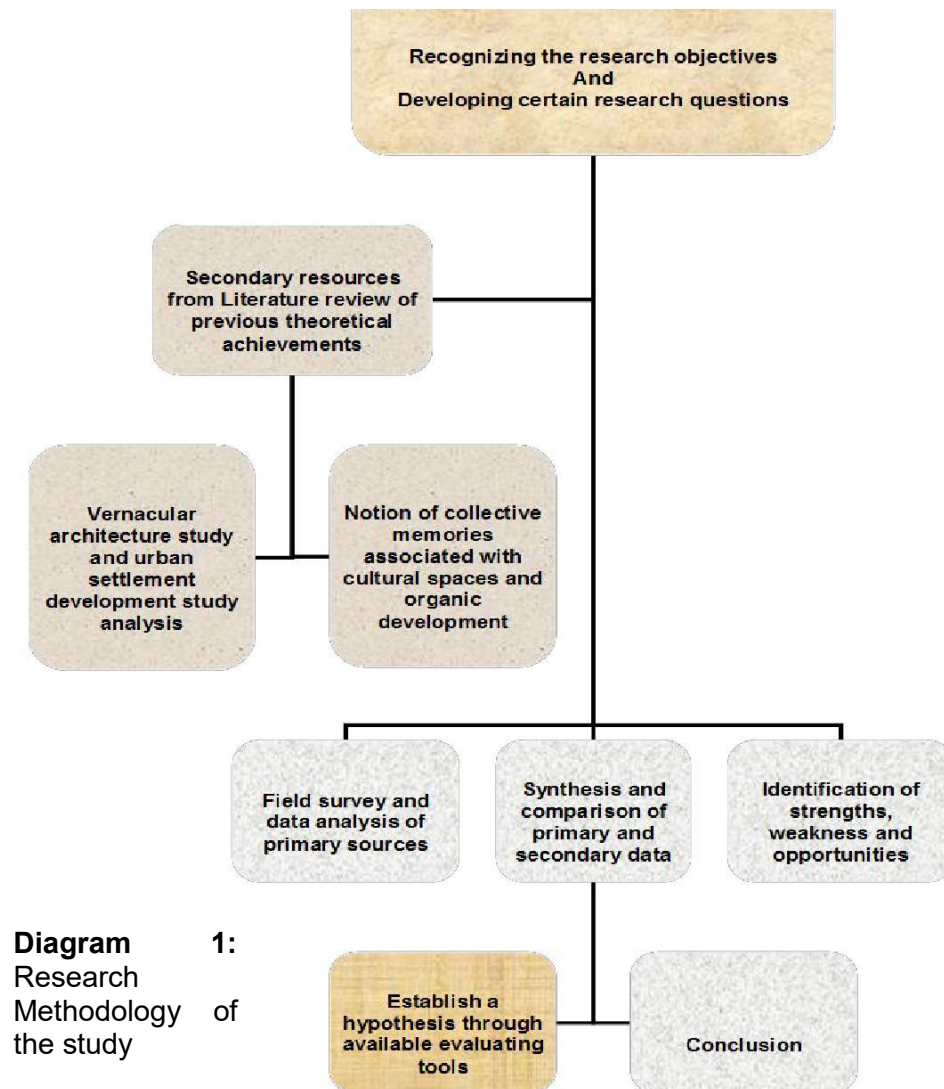 Recognizing the research objectives
And
Developing certain research questions
Secondary resources
from Literature review of
previous theoretical
achievements
Vernacular
architecture study
and urban
settlement
development study
analysis
Notion of collective
memories
associated with
cultural spaces and
organic
development
Field survey and
data analysis of
primary sources
Synthesis and
comparison of
primary and
secondary data
Identification of
strengths,
weakness and
opportunities
Establish a
hypothesis through
available evaluating
tools
Conclusion
Diagram 1:
Research
Methodology of
the study